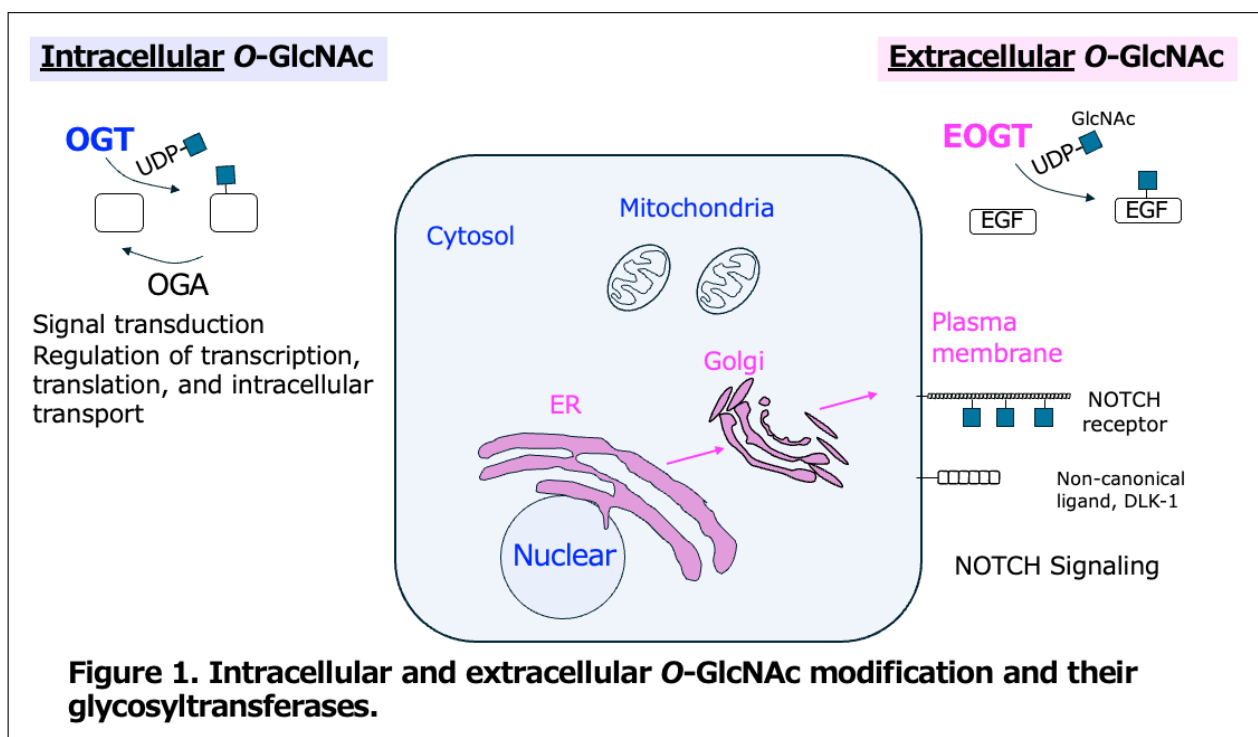 Intracellular O-GlcNAc
OGT
UDP-
OGA
Signal transduction
Regulation of transcription,
translation, and intracellular
transport
Cytosol
Mitochondria
Golgi
ER
Nuclear
Extracellular O-GlcNAc
EOGT
GlcNAc
UDP-
EGF
EGF
Plasma
membrane
NOTCH
receptor
Non-canonical
ligand, DLK-1
NOTCH Signaling
Figure 1. Intracellular and extracellular O-GlcNAc modification and their
glycosyltransferases.